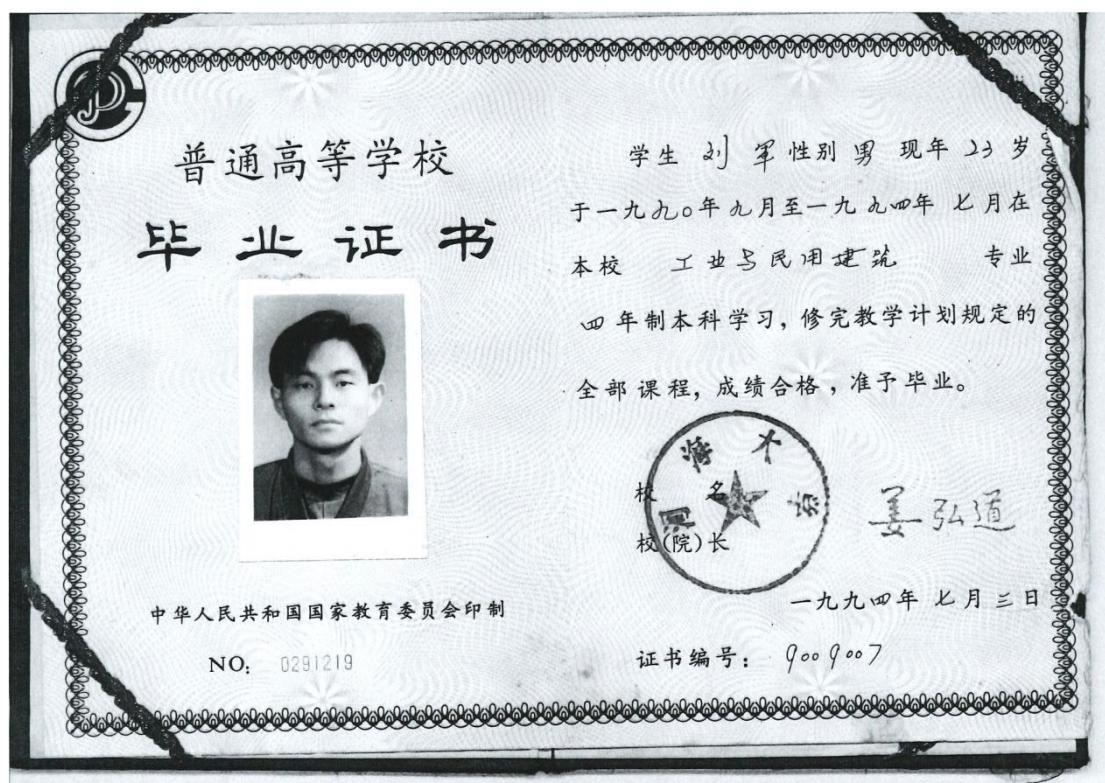 普通高等学校
毕业证书
中华人民共和国国家教育委员会印制
NO: 0291219
学生 刘军 性别 男 现年 23 岁
于一九九〇年九月至一九九四年 七月在
本校 工业与民用建筑 专业
四年制本科学习，修完教学计划规定的
全部课程，成绩合格，准予毕业。
河海大学
校名
校(院)长 姜弘道
一九九四年 七月三日
证书编号： 9009007